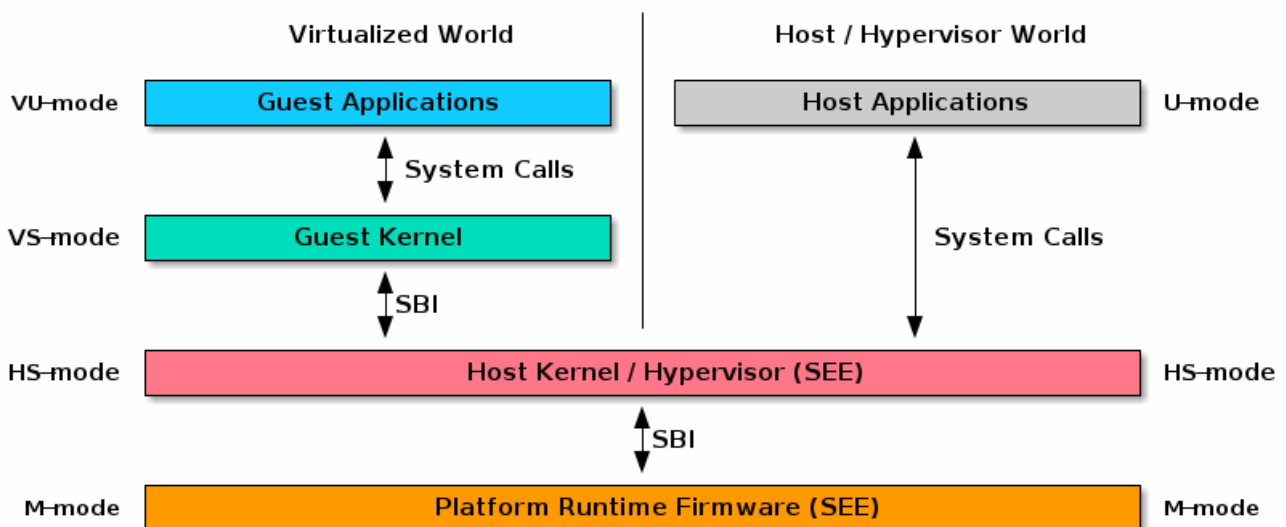 Virtualized World
Host / Hypervisor World
VU-mode
Guest Applications
Host Applications
U-mode
System Calls
VS-mode
Guest Kernel
System Calls
SBI
HS-mode
Host Kernel / Hypervisor (SEE)
HS-mode
SBI
M-mode
Platform Runtime Firmware (SEE)
M-mode